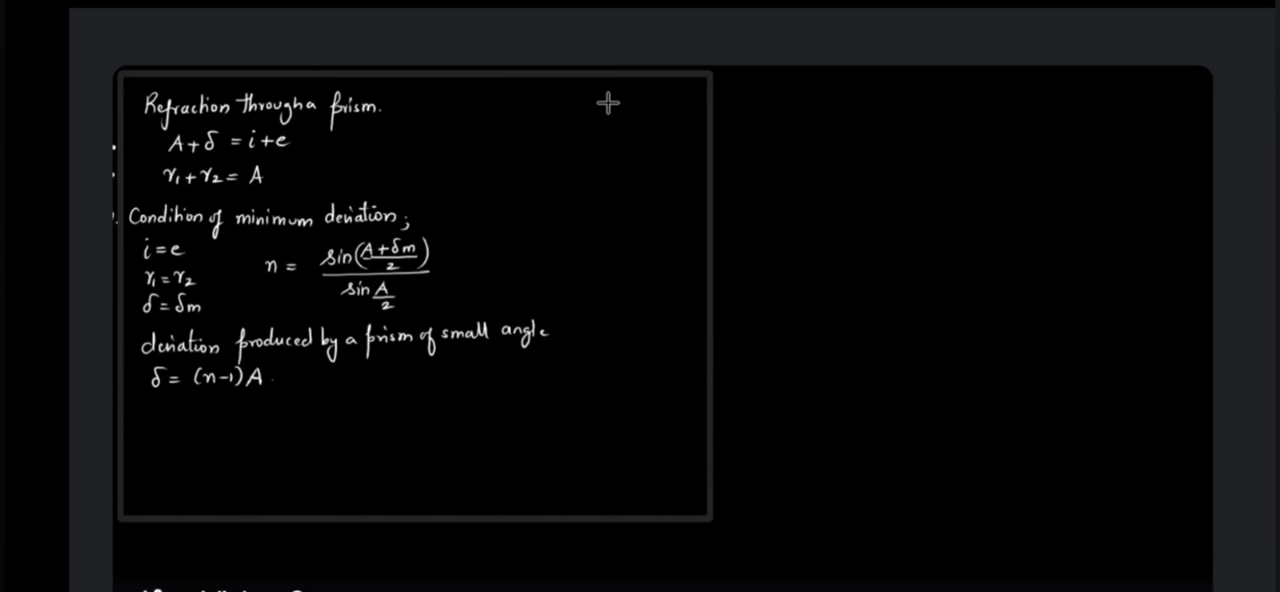 Refraction through a prism.
A + δ = i + e
r₁ + r₂ = A
Condition of minimum deviation;
i = e
r₁ = r₂
δ = δm
n = sin((A + δm)/2) / sin(A/2)
deviation produced by a prism of small angle
δ = (n-1)A.